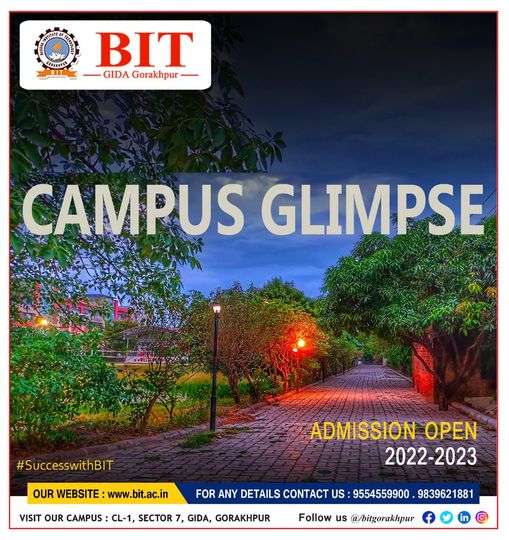 BIT
GIDA Gorakhpur
BIT
CAMPUS GLIMPSE
ADMISSION OPEN
2022-2023
#SuccesswithBIT
OUR WEBSITE : www.bit.ac.in
FOR ANY DETAILS CONTACT US : 9554559900 . 9839621881
VISIT OUR CAMPUS : CL-1, SECTOR 7, GIDA, GORAKHPUR
Follow us @/bitgorakhpur